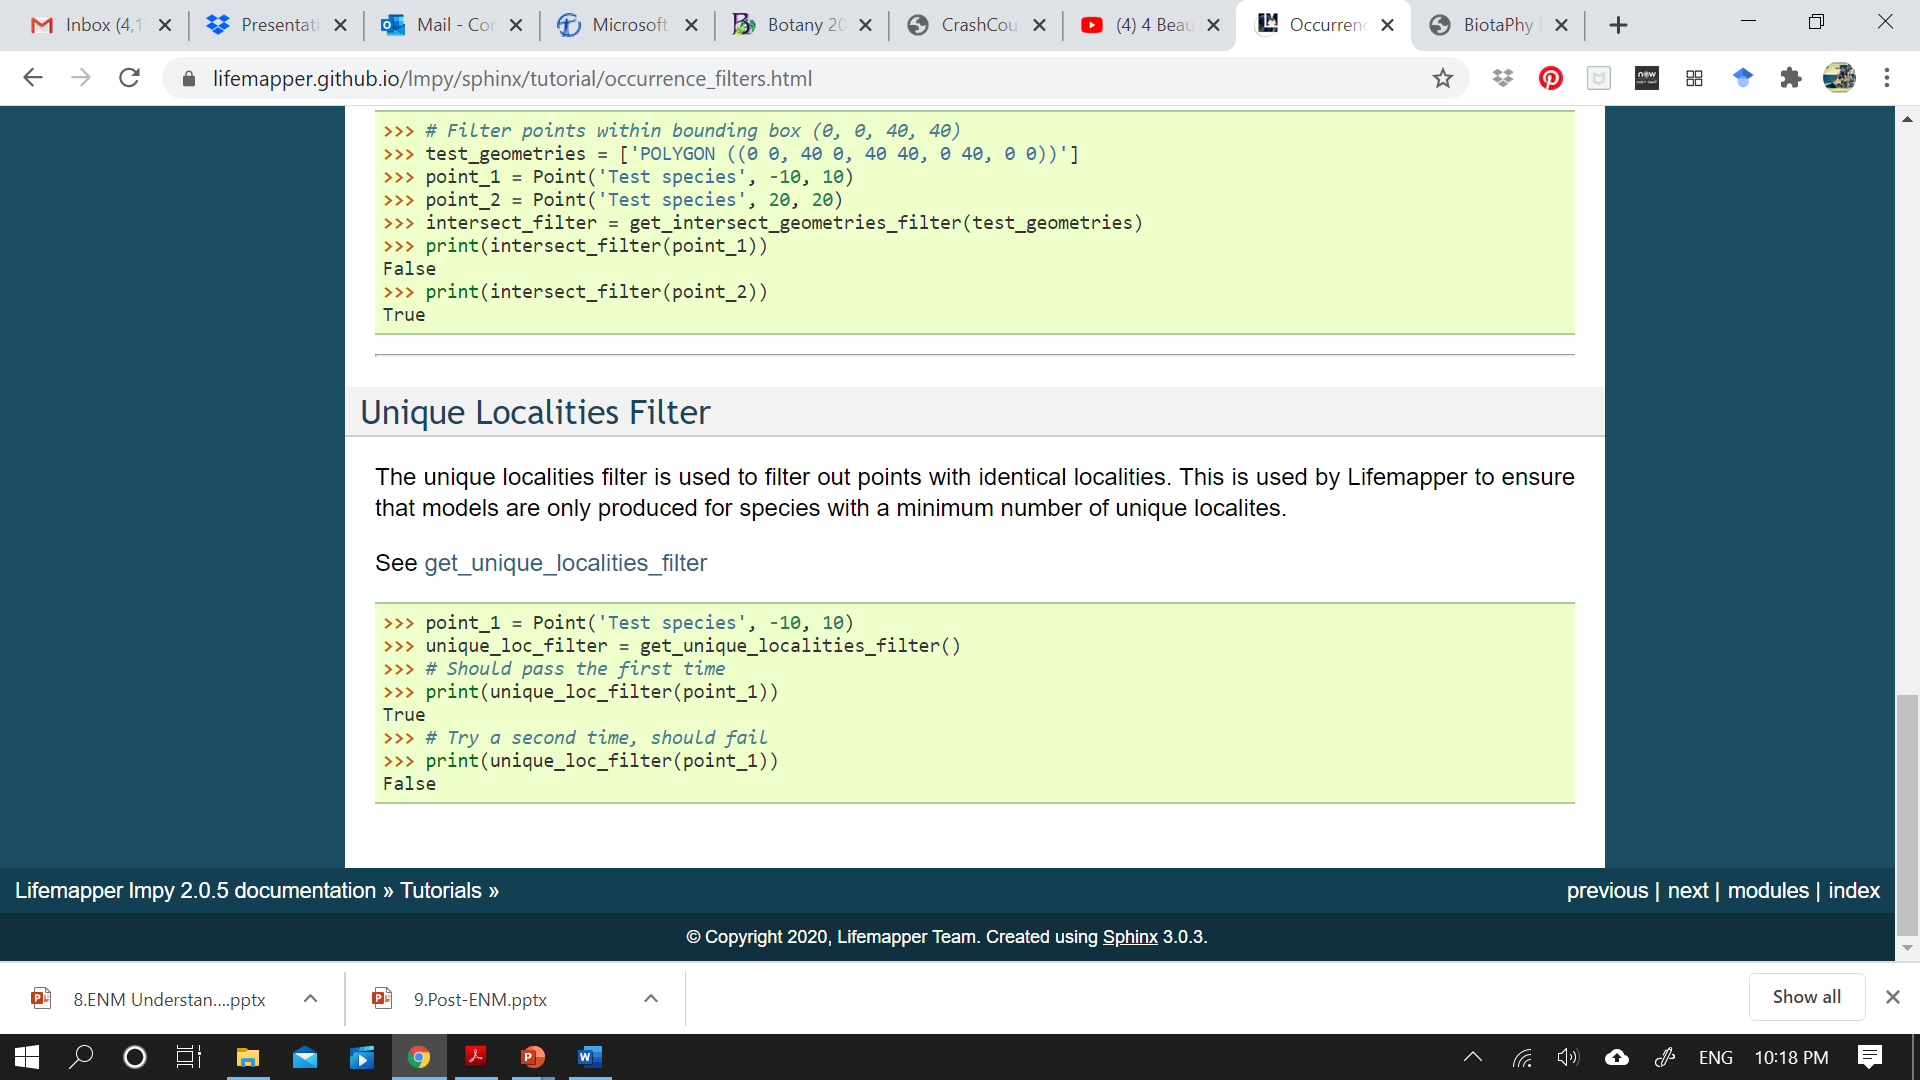 Inbox (4,1
Presentati
Mail - Cor
Microsoft
Botany 20
CrashCou
(4) 4 Beau
Occurrenc
BiotaPhy
lifemapper.github.io/lmpy/sphinx/tutorial/occurrence_filters.html
>>> # Filter points within bounding box (0, 0, 40, 40)
>>> test_geometries = ['POLYGON ((0 0, 40 0, 40 40, 0 40, 0 0))']
>>> point_1 = Point('Test species', -10, 10)
>>> point_2 = Point('Test species', 20, 20)
>>> intersect_filter = get_intersect_geometries_filter(test_geometries)
>>> print(intersect_filter(point_1))
False
>>> print(intersect_filter(point_2))
True
Unique Localities Filter
The unique localities filter is used to filter out points with identical localities. This is used by Lifemapper to ensure
that models are only produced for species with a minimum number of unique localites.
See get_unique_localities_filter
>>> point_1 = Point('Test species', -10, 10)
>>> unique_loc_filter = get_unique_localities_filter()
>>> # Should pass the first time
>>> print(unique_loc_filter(point_1))
True
>>> # Try a second time, should fail
>>> print(unique_loc_filter(point_1))
False
Lifemapper lmpy 2.0.5 documentation » Tutorials »
previous | next | modules | index
© Copyright 2020, Lifemapper Team. Created using Sphinx 3.0.3.
8.ENM Understan....pptx
9.Post-ENM.pptx
Show all
ENG
10:18 PM